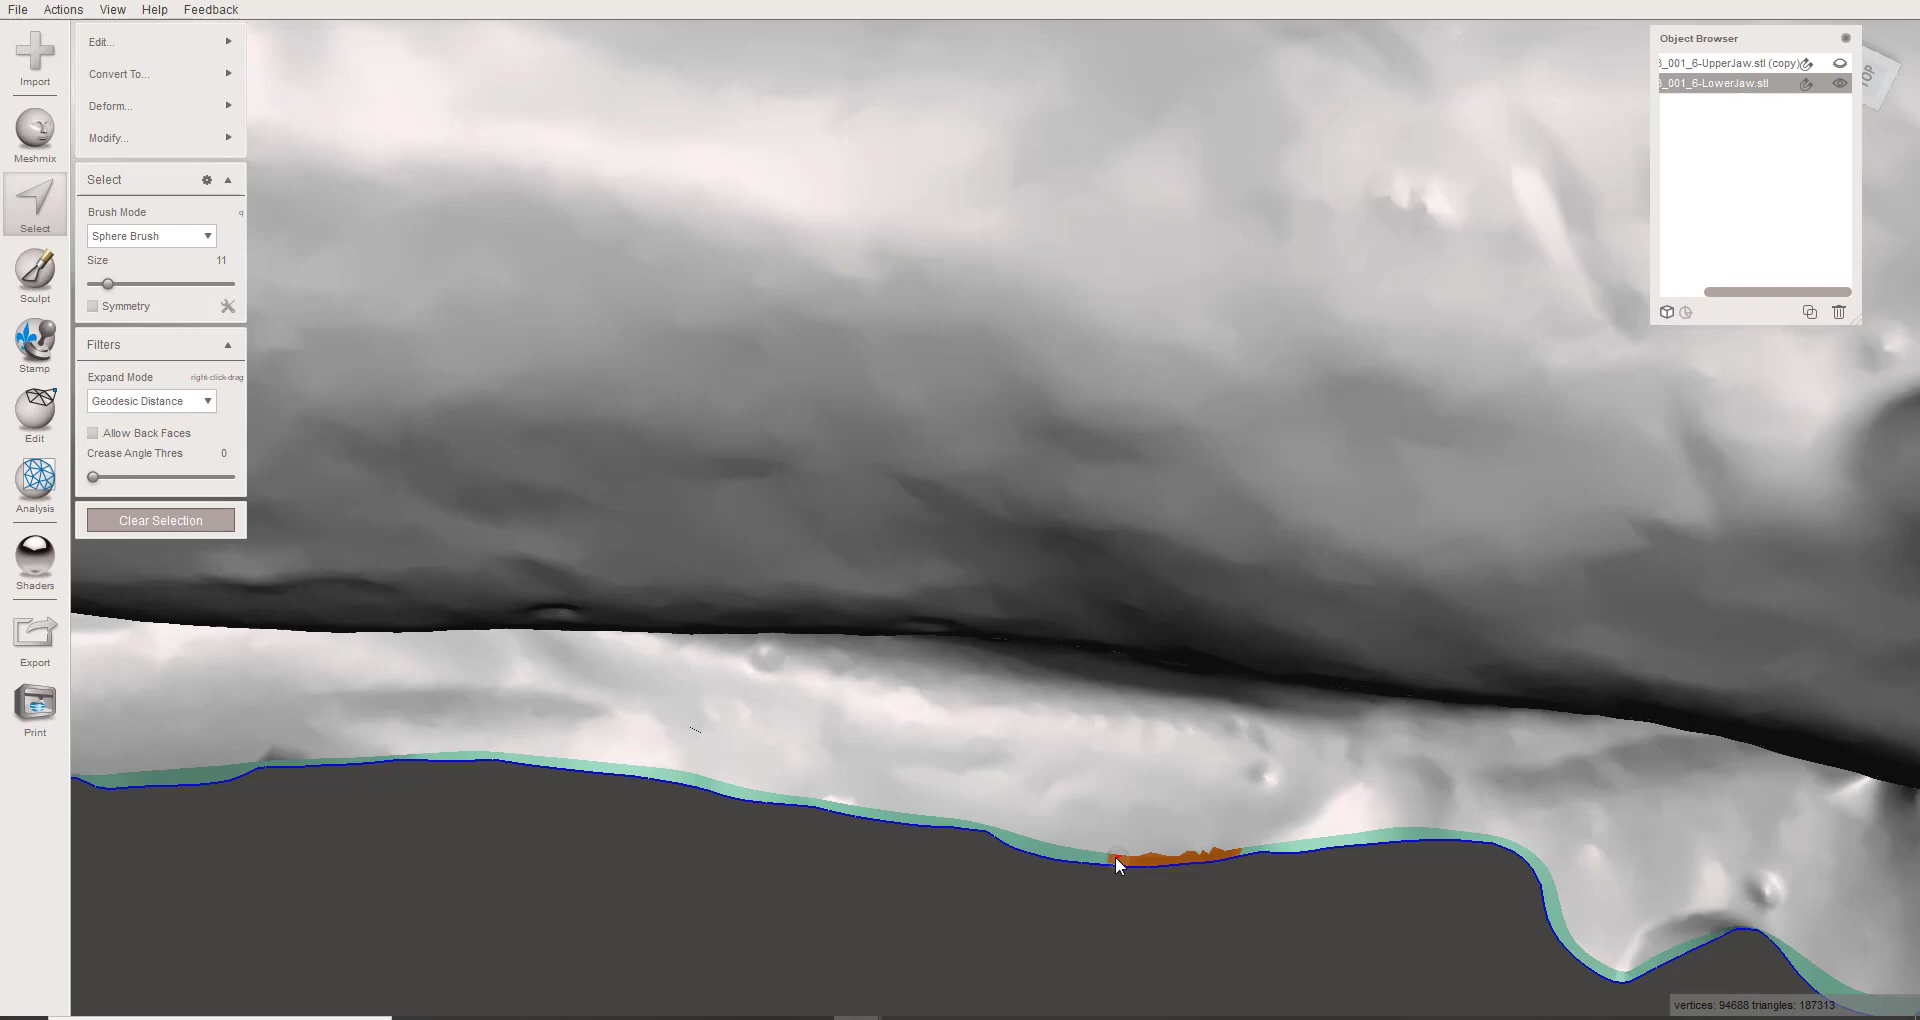 File Actions View Help Feedback
Import
Meshmix
Select
Sculpt
Stamp
Edit
Analysis
Shaders
Export
Print
Edit...
Convert To...
Deform...
Modify...
Select
Brush Mode q
Sphere Brush
Size 11
Symmetry
Filters
Expand Mode right-click-drag
Geodesic Distance
Allow Back Faces
Crease Angle Thres 0
Clear Selection
Object Browser
3_001_6-UpperJaw.stl (copy)
3_001_6-LowerJaw.stl
TOP
vertices: 94688 triangles: 187313